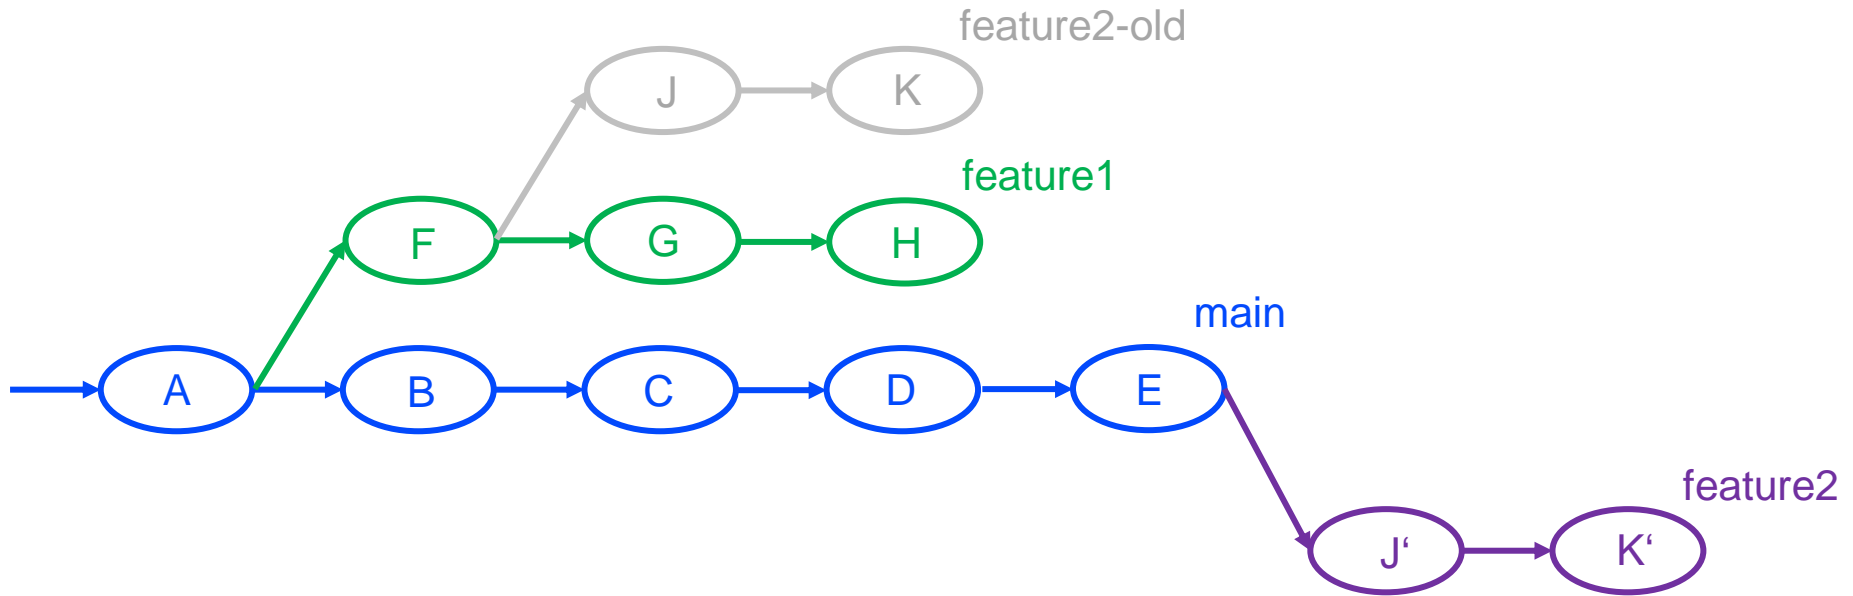 feature2-old
J K
feature1
F G H
main
A B C D E
feature2
J‘ K‘